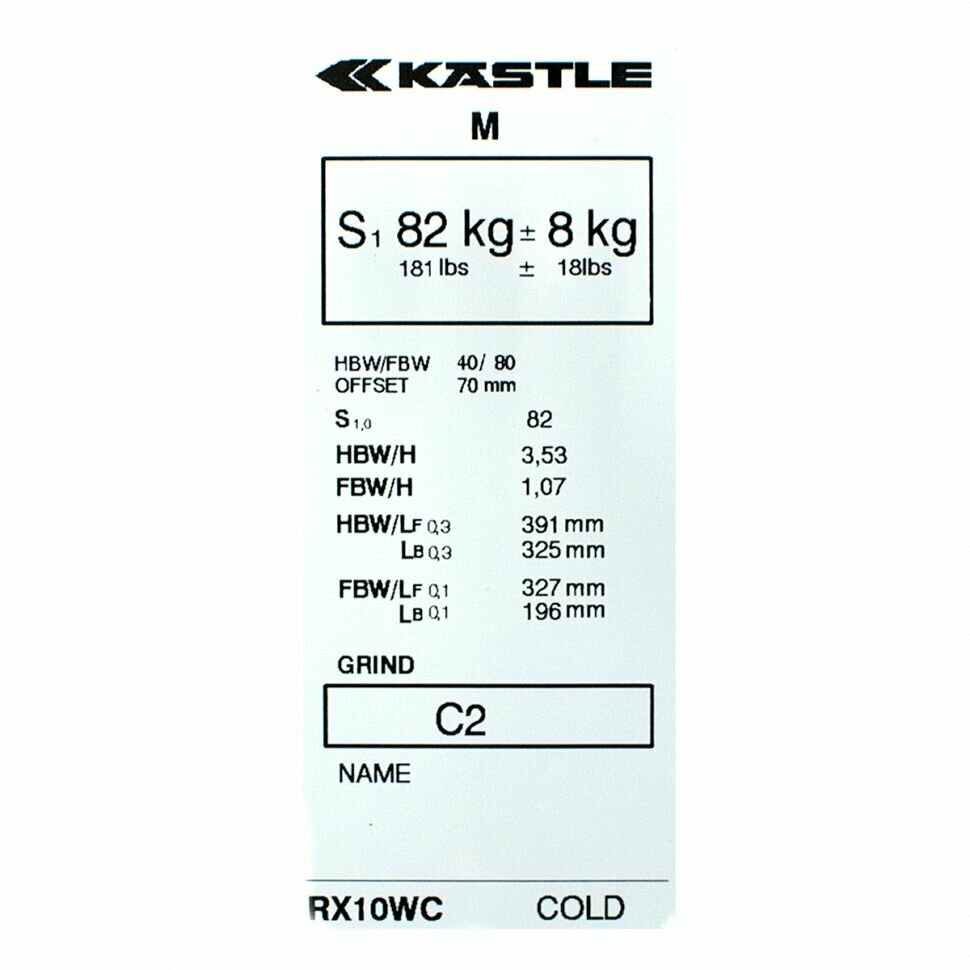 KÄSTLE
M
S1 82 kg ± 8 kg
181 lbs ± 18lbs
HBW/FBW 40/ 80
OFFSET 70 mm
S1,0 82
HBW/H 3,53
FBW/H 1,07
HBW/LF 0,3 391 mm
LB 0,3 325 mm
FBW/LF 0,1 327 mm
LB 0,1 196 mm
GRIND
C2
NAME
RX10WC COLD